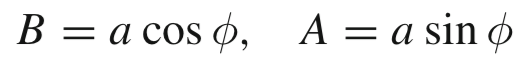 B = a cos ϕ, A = a sin ϕ